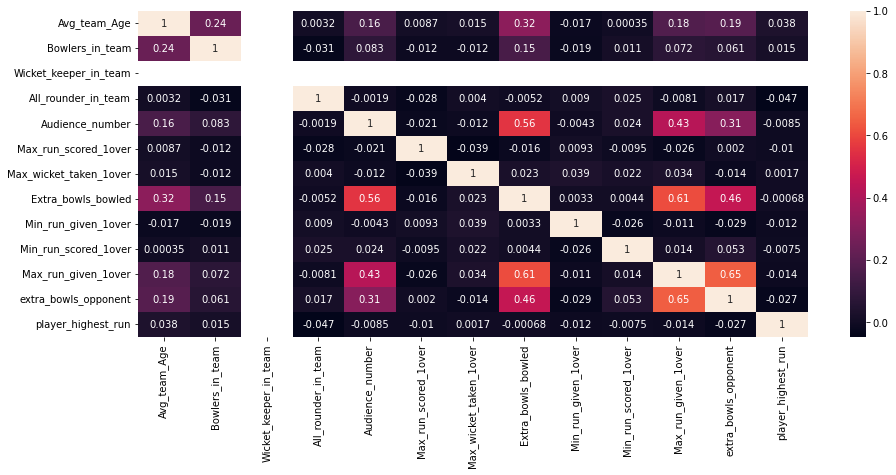 Avg_team_Age 1 0.24 0.0032 0.16 0.0087 0.015 0.32 -0.017 0.00035 0.18 0.19 0.038
Bowlers_in_team 0.24 1 -0.031 0.083 -0.012 -0.012 0.15 -0.019 0.011 0.072 0.061 0.015
Wicket_keeper_in_team
All_rounder_in_team 0.0032 -0.031 1 -0.0019 -0.028 0.004 -0.0052 0.009 0.025 -0.0081 0.017 -0.047
Audience_number 0.16 0.083 -0.0019 1 -0.021 -0.012 0.56 -0.0043 0.024 0.43 0.31 -0.0085
Max_run_scored_1over 0.0087 -0.012 -0.028 -0.021 1 -0.039 -0.016 0.0093 -0.0095 -0.026 0.002 -0.01
Max_wicket_taken_1over 0.015 -0.012 0.004 -0.012 -0.039 1 0.023 0.039 0.022 0.034 -0.014 0.0017
Extra_bowls_bowled 0.32 0.15 -0.0052 0.56 -0.016 0.023 1 0.0033 0.0044 0.61 0.46 -0.00068
Min_run_given_1over -0.017 -0.019 0.009 -0.0043 0.0093 0.039 0.0033 1 -0.026 -0.011 -0.029 -0.012
Min_run_scored_1over 0.00035 0.011 0.025 0.024 -0.0095 0.022 0.0044 -0.026 1 0.014 0.053 -0.0075
Max_run_given_1over 0.18 0.072 -0.0081 0.43 -0.026 0.034 0.61 -0.011 0.014 1 0.65 -0.014
extra_bowls_opponent 0.19 0.061 0.017 0.31 0.002 -0.014 0.46 -0.029 0.053 0.65 1 -0.027
player_highest_run 0.038 0.015 -0.047 -0.0085 -0.01 0.0017 -0.00068 -0.012 -0.0075 -0.014 -0.027 1
Avg_team_Age
Bowlers_in_team
Wicket_keeper_in_team
All_rounder_in_team
Audience_number
Max_run_scored_1over
Max_wicket_taken_1over
Extra_bowls_bowled
Min_run_given_1over
Min_run_scored_1over
Max_run_given_1over
extra_bowls_opponent
player_highest_run
1.0
0.8
0.6
0.4
0.2
0.0